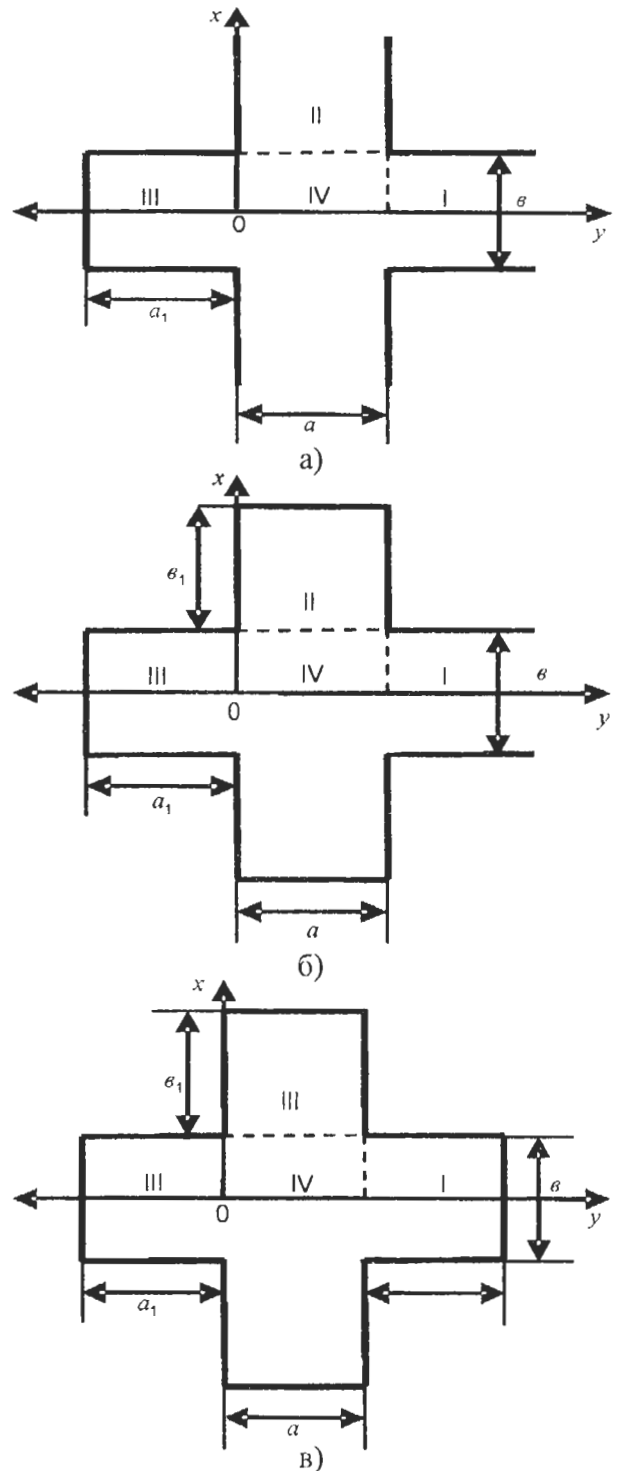 x
II
III IV I в
0 y
a₁
a
а)
x
в₁
II
III IV I в
0 y
a₁
a
б)
x
в₁
III
III IV I в
0 y
a₁
a
в)